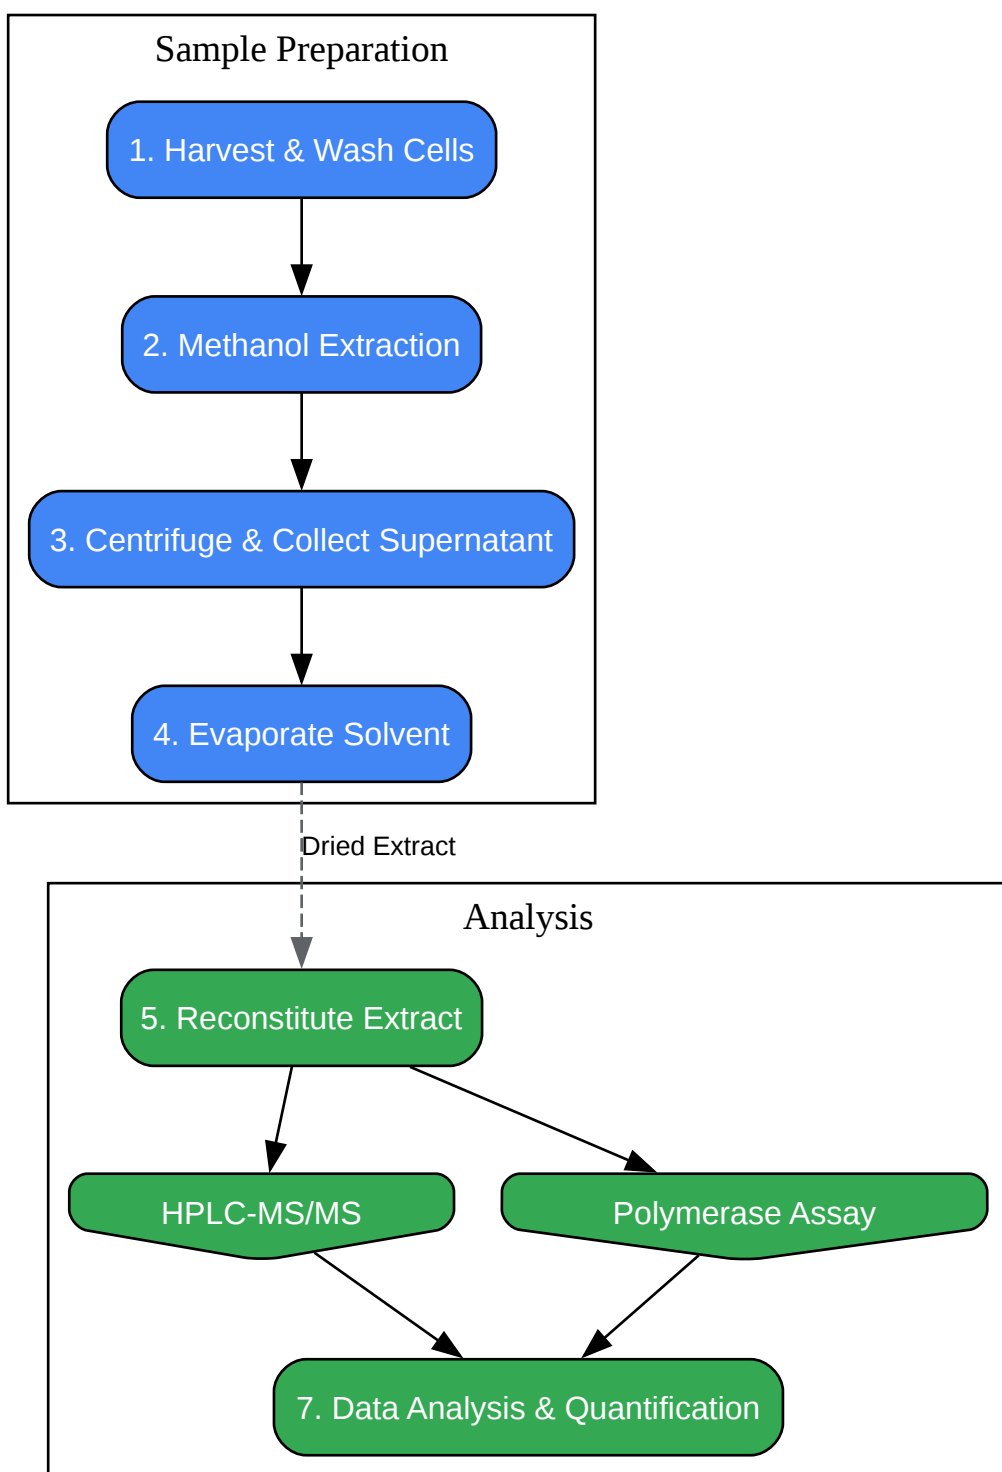 Sample Preparation
1. Harvest & Wash Cells
2. Methanol Extraction
3. Centrifuge & Collect Supernatant
4. Evaporate Solvent
Dried Extract
Analysis
5. Reconstitute Extract
HPLC-MS/MS
Polymerase Assay
7. Data Analysis & Quantification